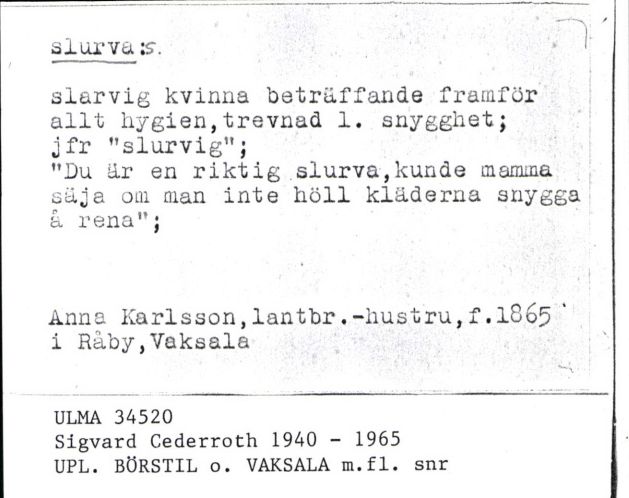 slurva:s.
slarvig kvinna beträffande framför
allt hygien,trevnad l. snygghet;
jfr "slurvig";
"Du är en riktig slurva,kunde mamma
säja om man inte höll kläderna snygga
å rena";
Anna Karlsson,lantbr.-hustru,f.1865
i Råby,Vaksala
ULMA 34520
Sigvard Cederroth 1940 - 1965
UPL. BÖRSTIL o. VAKSALA m.fl. snr